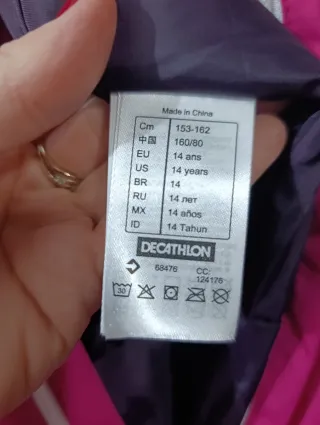 Made in China
Cm 153-162
中国 160/80
EU 14 ans
US 14 years
BR 14
RU 14 лет
MX 14 años
ID 14 Tahun
DECATHLON
68476 CC:
124176
30